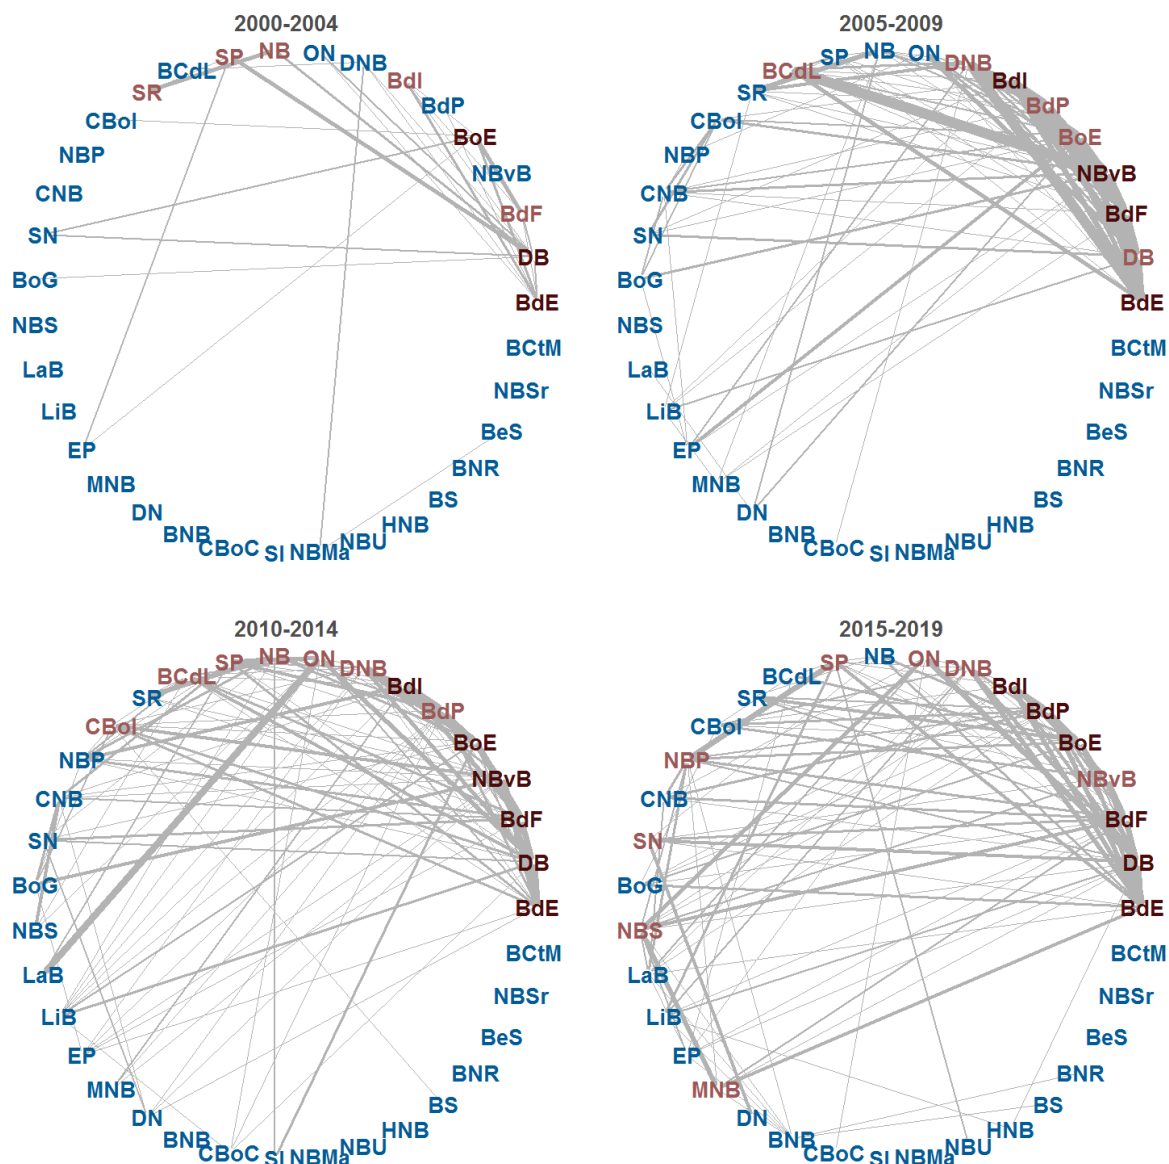 2000-2004
BdE
DB
BdF
NBvB
BoE
BdP
BdI
DNB
ON
NB
SP
BCdL
SR
CBoI
NBP
CNB
SN
BoG
NBS
LaB
LiB
EP
MNB
DN
BNB
CBoC
SI
NBMa
NBU
HNB
BS
BNR
BeS
NBSr
BCtM
2005-2009
BdE
DB
BdF
NBvB
BoE
BdP
BdI
DNB
ON
NB
SP
BCdL
SR
CBoI
NBP
CNB
SN
BoG
NBS
LaB
LiB
EP
MNB
DN
BNB
CBoC
SI
NBMa
NBU
HNB
BS
BNR
BeS
NBSr
BCtM
2010-2014
BdE
DB
BdF
NBvB
BoE
BdP
BdI
DNB
ON
NB
SP
BCdL
SR
CBoI
NBP
CNB
SN
BoG
NBS
LaB
LiB
EP
MNB
DN
BNB
CBoC
SI
NBMa
NBU
HNB
BS
BNR
BeS
NBSr
BCtM
2015-2019
BdE
DB
BdF
NBvB
BoE
BdP
BdI
DNB
ON
NB
SP
BCdL
SR
CBoI
NBP
CNB
SN
BoG
NBS
LaB
LiB
EP
MNB
DN
BNB
CBoC
SI
NBMa
NBU
HNB
BS
BNR
BeS
NBSr
BCtM